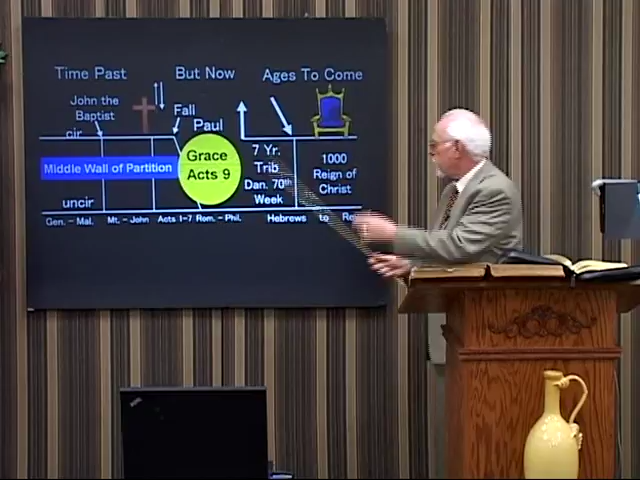 Time Past
But Now
Ages To Come
John the
Baptist
Fall
Paul
cir
Middle Wall of Partition
Grace
Acts 9
7 Yr.
Trib
Dan. 70th
Week
1000
Reign of
Christ
uncir
Gen. - Mal.
Mt. - John
Acts 1-7
Rom. - Phil.
Hebrews
to